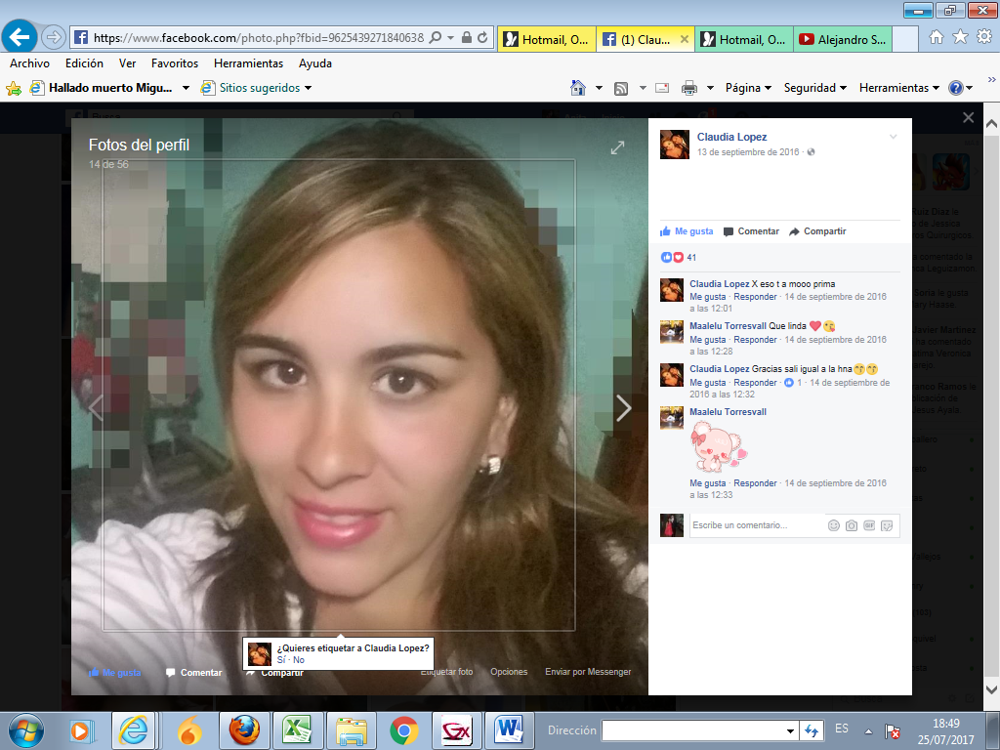 https://www.facebook.com/photo.php?fbid=9625439271840638
Hotmail, O...
(1) Clau...
Hotmail, O...
Alejandro S...
Archivo Edición Ver Favoritos Herramientas Ayuda
Hallado muerto Migu...
Sitios sugeridos
Página Seguridad Herramientas
Fotos del perfil
14 de 56
Claudia Lopez
13 de septiembre de 2016 ·
Me gusta Comentar Compartir
41
Claudia Lopez X eso t a mooo prima
Me gusta · Responder · 14 de septiembre de 2016
a las 12:01
Maalelu Torresvall Que linda ❤️😘
Me gusta · Responder · 14 de septiembre de 2016
a las 12:28
Claudia Lopez Gracias sali igual a la hna😙😙
Me gusta · Responder · 1 · 14 de septiembre de
2016 a las 12:32
Maalelu Torresvall
Me gusta · Responder · 14 de septiembre de 2016
a las 12:33
Escribe un comentario...
GIF
¿Quieres etiquetar a Claudia Lopez?
Sí · No
Me gusta Comentar Compartir
Etiquetar foto Opciones Enviar por Messenger
Dirección
ES
18:49
25/07/2017